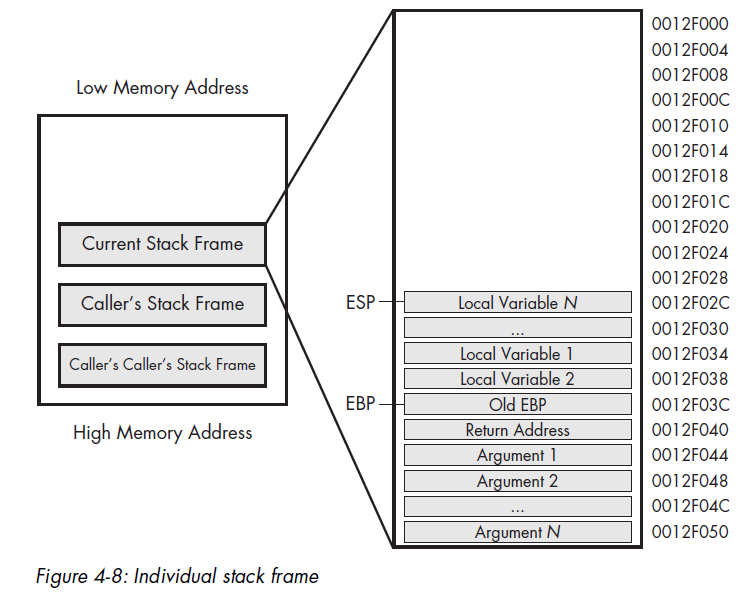 Low Memory Address
Current Stack Frame
Caller's Stack Frame
Caller's Caller's Stack Frame
High Memory Address
0012F000
0012F004
0012F008
0012F00C
0012F010
0012F014
0012F018
0012F01C
0012F020
0012F024
0012F028
ESP Local Variable N 0012F02C
... 0012F030
Local Variable 1 0012F034
Local Variable 2 0012F038
EBP Old EBP 0012F03C
Return Address 0012F040
Argument 1 0012F044
Argument 2 0012F048
... 0012F04C
Argument N 0012F050
Figure 4-8: Individual stack frame